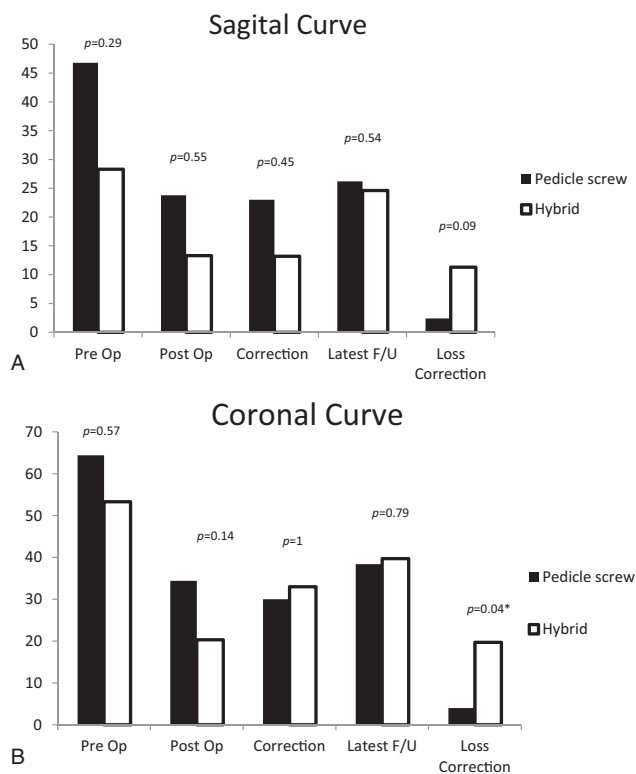 Sagital Curve
50
45
40
35
30
25
20
15
10
5
0
p=0.29
p=0.55
p=0.45
p=0.54
p=0.09
Pedicle screw
Hybrid
Pre Op
Post Op
Correction
Latest F/U
Loss
Correction
A
Coronal Curve
70
60
50
40
30
20
10
0
p=0.57
p=0.14
p=1
p=0.79
p=0.04*
Pedicle screw
Hybrid
Pre Op
Post Op
Correction
Latest F/U
Loss
Correction
B